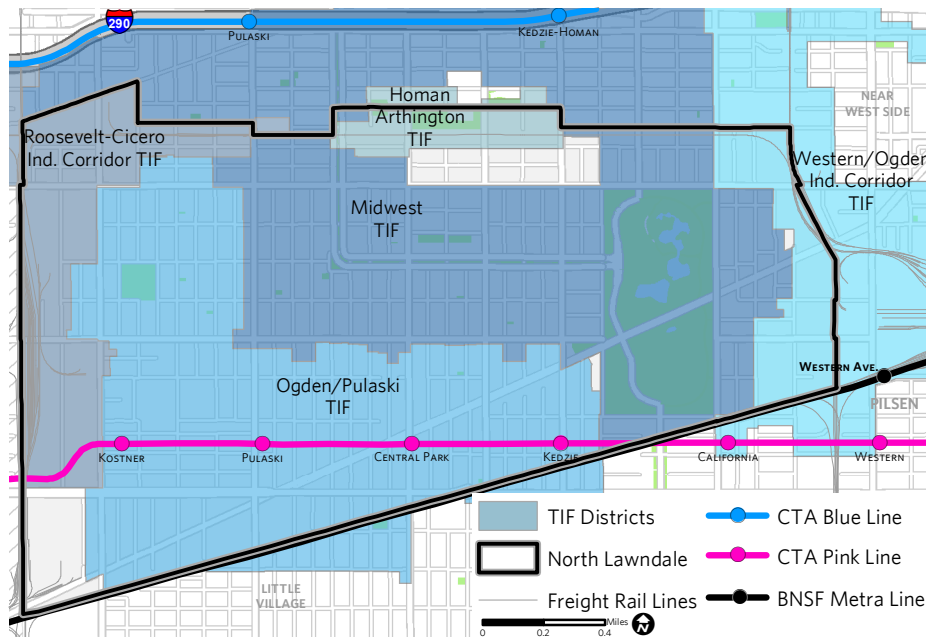 290
PULASKI
KEDZIE-HOMAN
NEAR
WEST SIDE
Homan
Arthington
TIF
Roosevelt-Cicero
Ind. Corridor TIF
Western/Ogden
Ind. Corridor
TIF
Midwest
TIF
Ogden/Pulaski
TIF
WESTERN AVE.
PILSEN
KOSTNER
PULASKI
CENTRAL PARK
KEDZIE
CALIFORNIA
WESTERN
LITTLE
VILLAGE
TIF Districts
CTA Blue Line
North Lawndale
CTA Pink Line
Freight Rail Lines
BNSF Metra Line
Miles
0 0.2 0.4
N